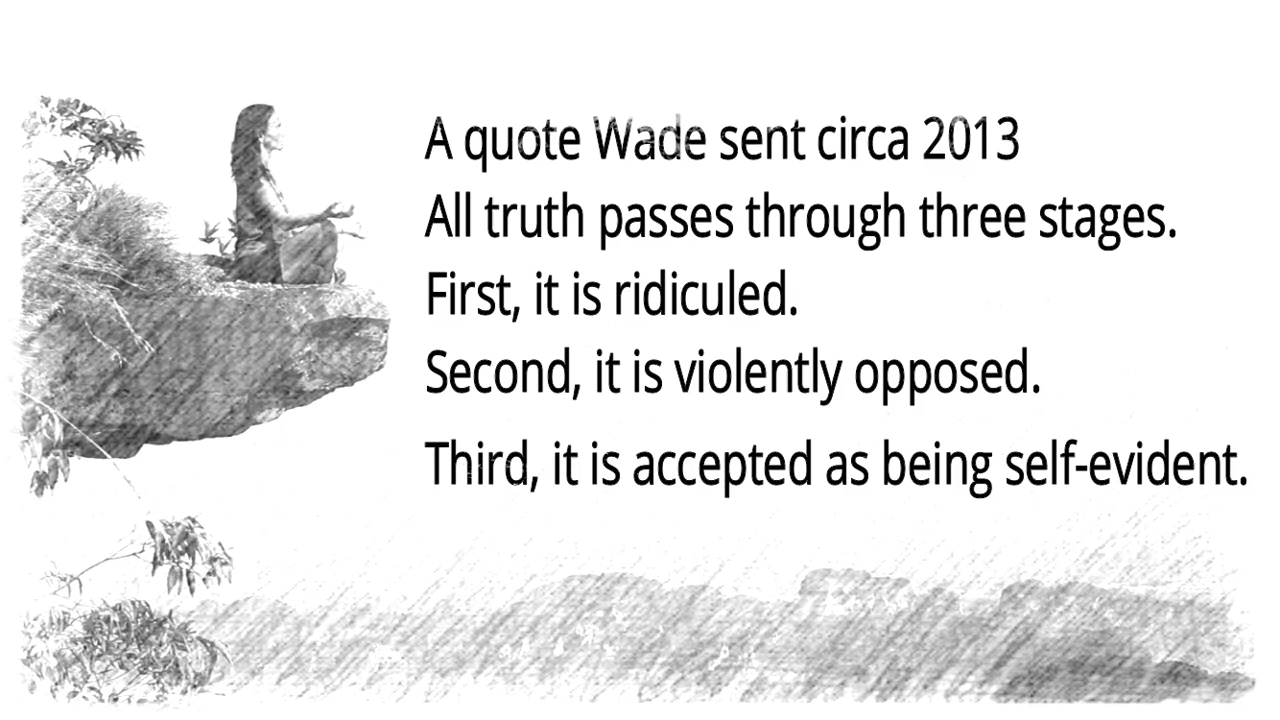 A quote Wade sent circa 2013
All truth passes through three stages.
First, it is ridiculed.
Second, it is violently opposed.
Third, it is accepted as being self-evident.